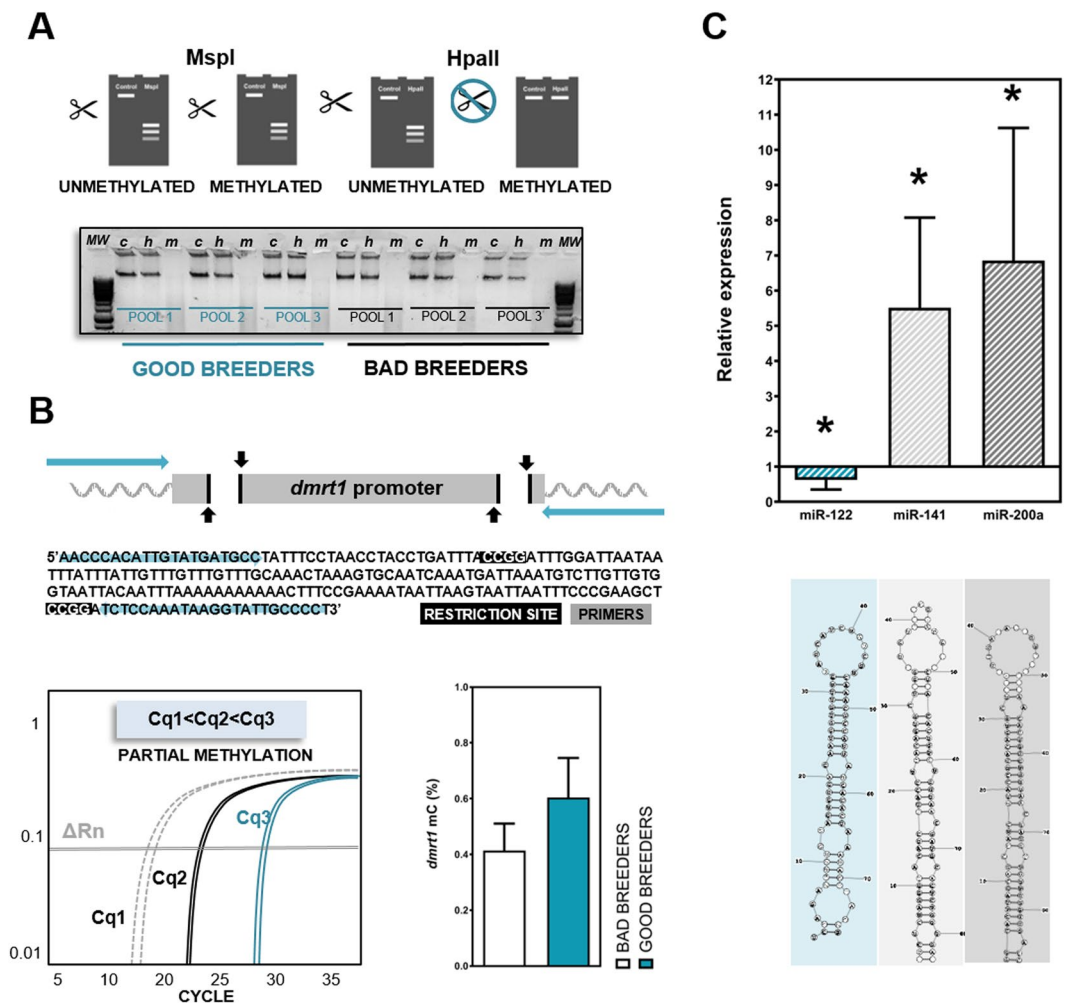 A
MspI
HpaII
Control MspI
Control MspI
Control HpaII
Control HpaII
UNMETHYLATED METHYLATED UNMETHYLATED METHYLATED
MW c h m c h m c h m c h m c h m c h m MW
POOL 1 POOL 2 POOL 3 POOL 1 POOL 2 POOL 3
GOOD BREEDERS BAD BREEDERS
B
dmrt1 promoter
5'AACCCACATTGTATGATGCCTATTTCCTAACCTACCTGATTTACCGGATTTGGATTAATAA
TTTATTTATTGTTTGTTTGTTTGCAAACTAAAGTGCAATCAAATGATTAAATGTCTTGTTGTG
GTAATTACAATTTAAAAAAAAAAACTTTCCGAAAATAAGTAATTAATTTCCCGAAGCT
CCGGATCTCCAAATAAGGTATTGCCCCT3'
RESTRICTION SITE PRIMERS
Cq1<Cq2<Cq3
PARTIAL METHYLATION
ΔRn
Cq1
Cq2
Cq3
1
0.1
0.01
5 10 15 20 25 30 35
CYCLE
dmrt1 mC (%)
1.0
0.8
0.6
0.4
0.2
0.0
BAD BREEDERS
GOOD BREEDERS
C
Relative expression
12
11
10
9
8
7
6
5
4
3
2
1
0
* * *
miR-122 miR-141 miR-200a